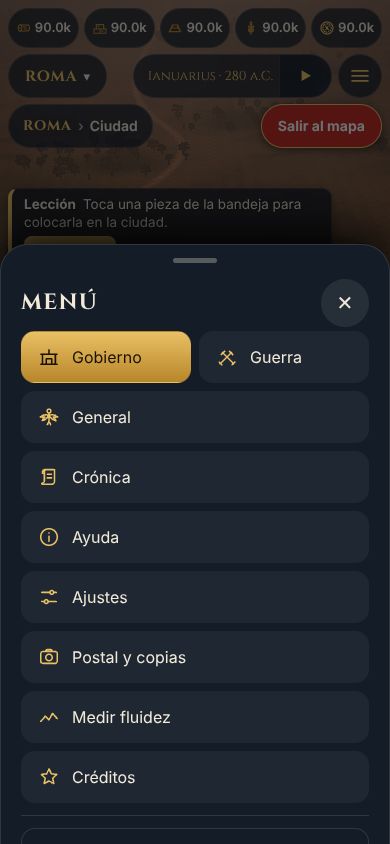 90.0k 90.0k 90.0k 90.0k 90.0k
ROMA ▾ IANUARIUS · 280 A.C.
ROMA › Ciudad Salir al mapa
Lección Toca una pieza de la bandeja para
colocarla en la ciudad.
MENÚ
Gobierno Guerra
General
Crónica
Ayuda
Ajustes
Postal y copias
Medir fluidez
Créditos